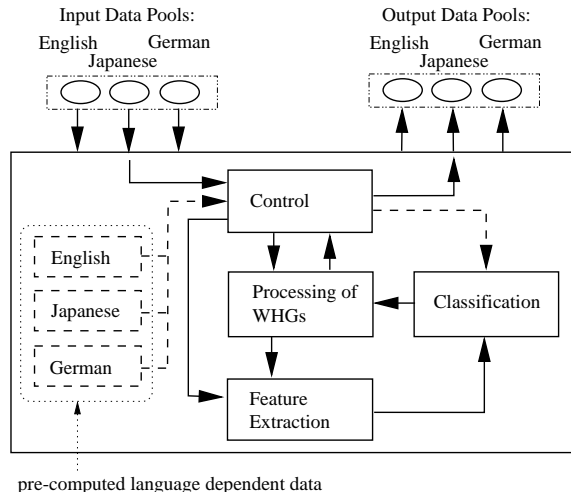 Input Data Pools:
English German
Japanese
Output Data Pools:
English German
Japanese
Control
English
Japanese
German
Processing of
WHGs
Classification
Feature
Extraction
pre-computed language dependent data